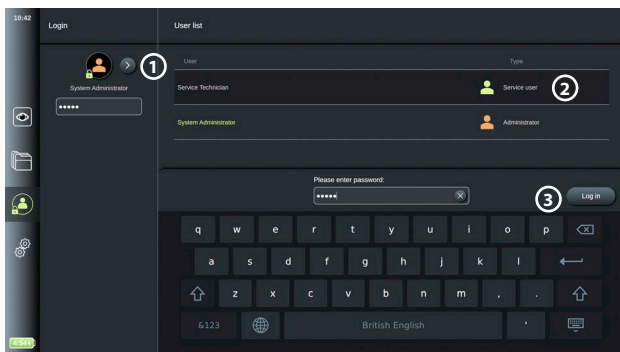 10:42
Login
User list
1
User
Type
System Administrator
Service Technician
Service user
2
•••••
System Administrator
Administrator
Please enter password:
•••••
3
Log in
q w e r t y u i o p
a s d f g h j k l
z x c v b n m , .
&123
British English
'
4:54+